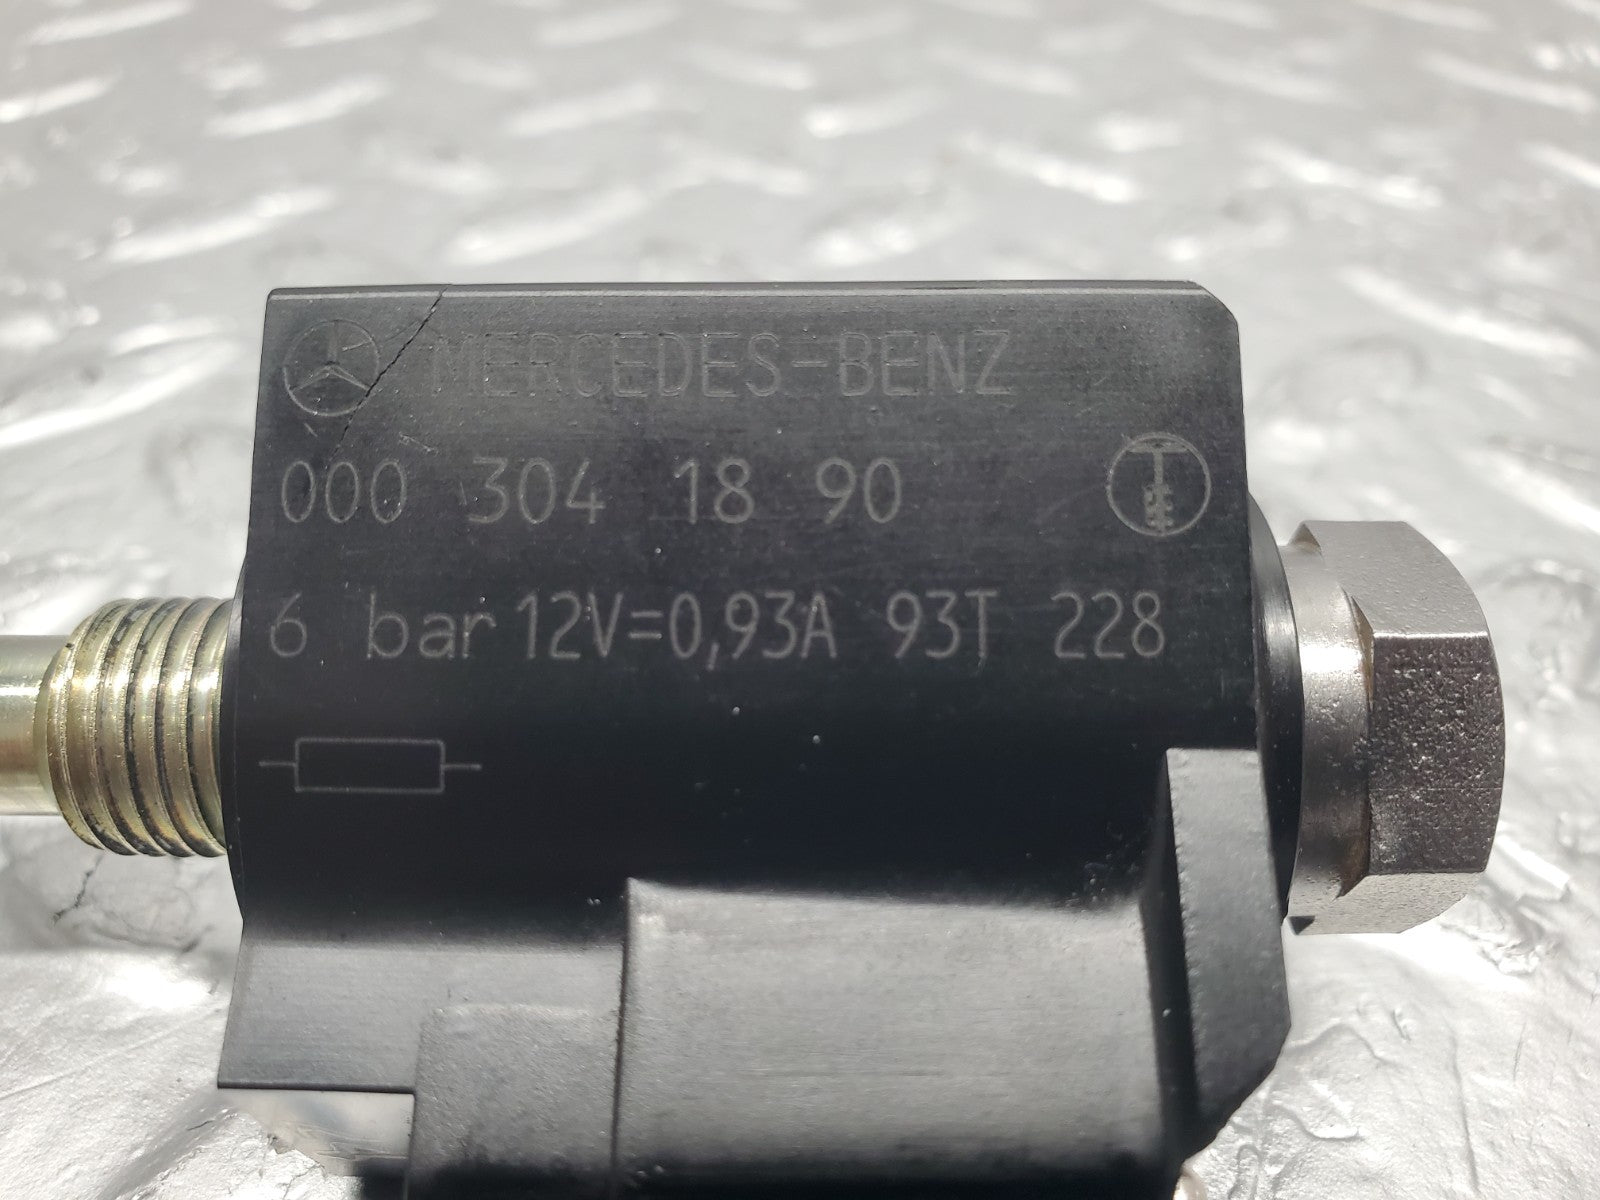 MERCEDES-BENZ
000 304 18 90
6 bar 12V=0,93A 93T 228